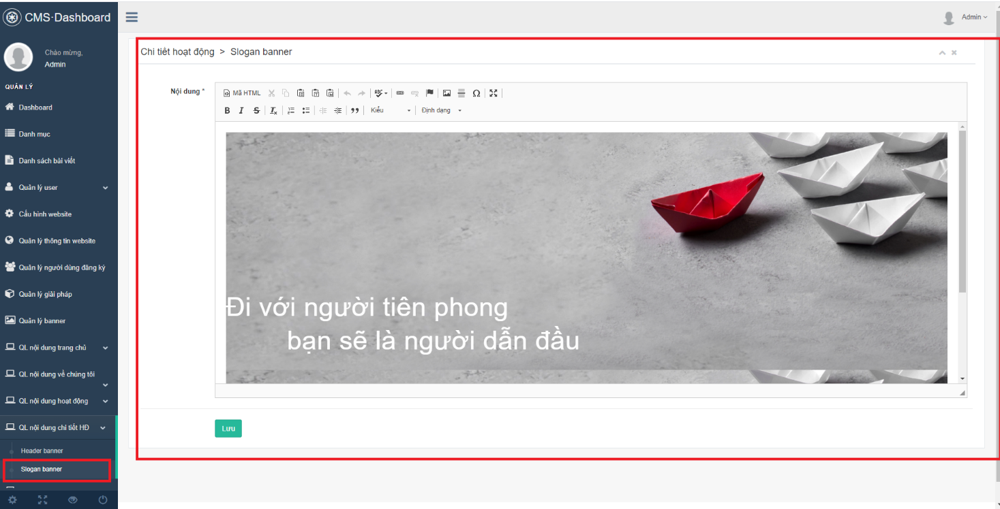 CMS-Dashboard
Admin
Chào mừng,
Admin
QUẢN LÝ
Dashboard
Danh mục
Danh sách bài viết
Quản lý user
Cấu hình website
Quản lý thông tin website
Quản lý người dùng đăng ký
Quản lý giải pháp
Quản lý banner
QL nội dung trang chủ
QL nội dung về chúng tôi
QL nội dung hoạt động
QL nội dung chi tiết HĐ
Header banner
Slogan banner
Chi tiết hoạt động > Slogan banner
Nội dung *
Mã HTML
Kiểu
Định dạng
Đi với người tiên phong
bạn sẽ là người dẫn đầu
Lưu